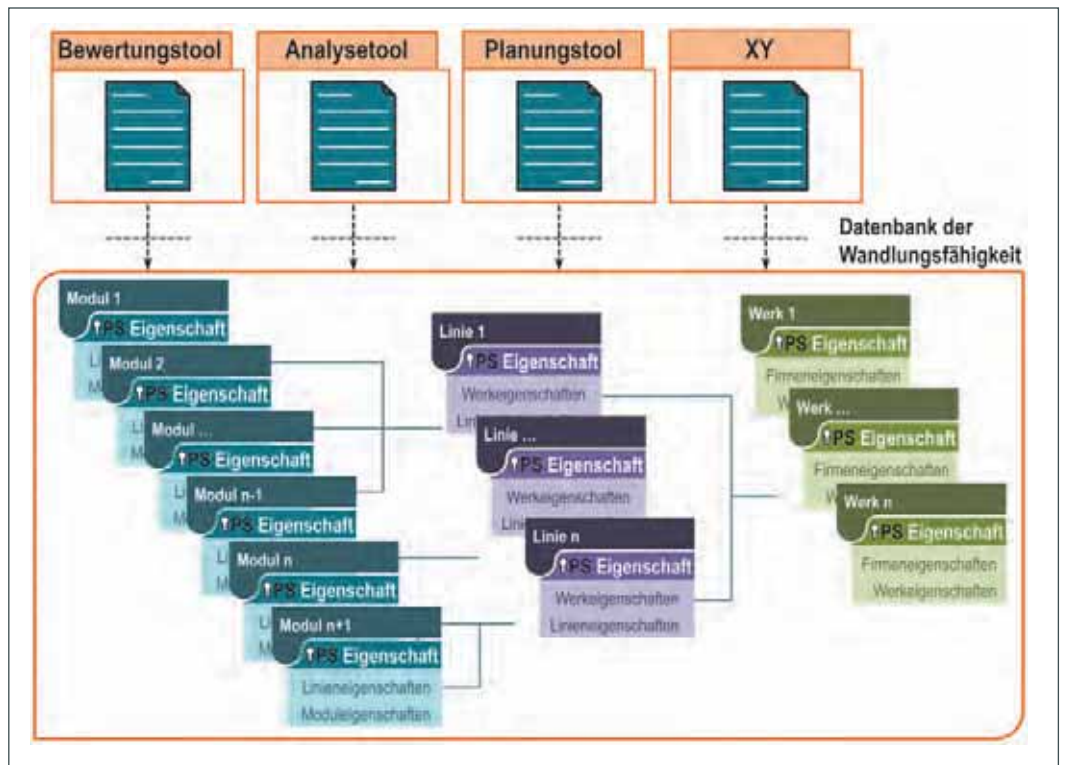 Bewertungstool
Analysetool
Planungstool
XY
Datenbank der
Wandlungsfähigkeit
Modul 1
PS Eigenschaft
Modul 2
PS Eigenschaft
Modul ...
PS Eigenschaft
Modul n-1
PS Eigenschaft
Modul n
PS Eigenschaft
Modul n+1
PS Eigenschaft
Linieneigenschaften
Moduleigenschaften
Linie 1
PS Eigenschaft
Werkeigenschaften
Linie ...
PS Eigenschaft
Werkeigenschaften
Linie n
PS Eigenschaft
Werkeigenschaften
Linieneigenschaften
Werk 1
PS Eigenschaft
Firmeneigenschaften
Werk ...
PS Eigenschaft
Firmeneigenschaften
Werk n
PS Eigenschaft
Firmeneigenschaften
Werkeigenschaften